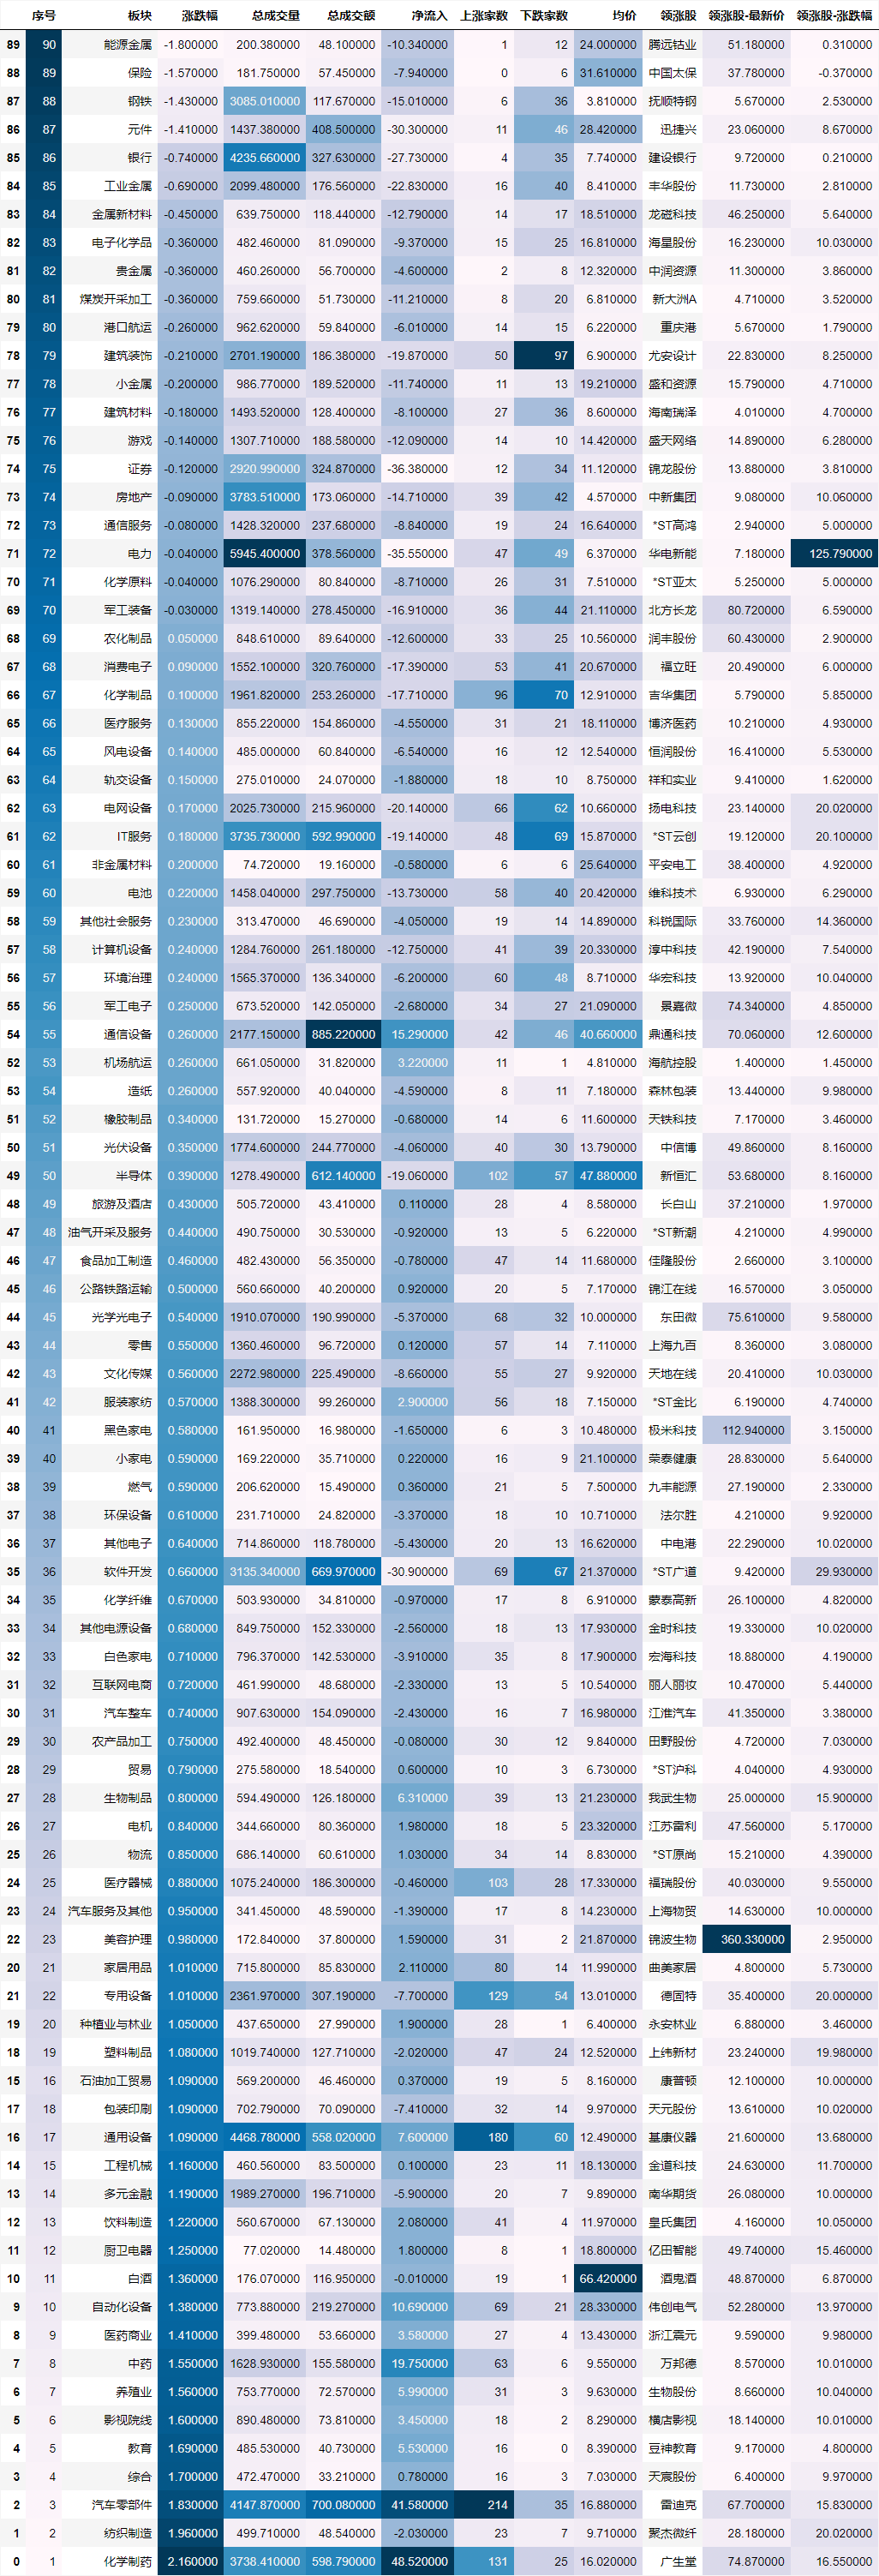 序号 板块 涨跌幅 总成交量 总成交额 净流入 上涨家数 下跌家数 均价 领涨股 领涨股-最新价 领涨股-涨跌幅
89 90 能源金属 -1.800000 200.380000 48.100000 -10.340000 1 12 24.000000 腾远钴业 51.180000 0.310000
88 89 保险 -1.570000 181.750000 57.450000 -7.940000 0 6 31.610000 中国太保 37.780000 -0.370000
87 88 钢铁 -1.430000 3085.010000 117.670000 -15.010000 6 36 3.810000 抚顺特钢 5.670000 2.530000
86 87 元件 -1.410000 1437.380000 408.500000 -30.300000 11 46 28.420000 迅捷兴 23.060000 8.670000
85 86 银行 -0.740000 4235.660000 327.630000 -27.730000 4 35 7.740000 建设银行 9.720000 0.210000
84 85 工业金属 -0.690000 2099.480000 176.560000 -22.830000 16 40 8.410000 丰华股份 11.730000 2.810000
83 84 金属新材料 -0.450000 639.750000 118.440000 -12.790000 14 17 18.510000 龙磁科技 46.250000 5.640000
82 83 电子化学品 -0.360000 482.460000 81.090000 -9.370000 15 25 16.810000 海星股份 16.230000 10.030000
81 82 贵金属 -0.360000 460.260000 56.700000 -4.600000 2 8 12.320000 中润资源 11.300000 3.860000
80 81 煤炭开采加工 -0.360000 759.660000 51.730000 -11.210000 8 20 6.810000 新大洲A 4.710000 3.520000
79 80 港口航运 -0.260000 962.620000 59.840000 -6.010000 14 15 6.220000 重庆港 5.670000 1.790000
78 79 建筑装饰 -0.210000 2701.190000 186.380000 -19.870000 50 97 6.900000 尤安设计 22.830000 8.250000
77 78 小金属 -0.200000 986.770000 189.520000 -11.740000 11 13 19.210000 盛和资源 15.790000 4.710000
76 77 建筑材料 -0.180000 1493.520000 128.400000 -8.100000 27 36 8.600000 海南瑞泽 4.010000 4.700000
75 76 游戏 -0.140000 1307.710000 188.580000 -12.090000 14 10 14.420000 盛天网络 14.890000 6.280000
74 75 证券 -0.120000 2920.990000 324.870000 -36.380000 12 34 11.120000 锦龙股份 13.880000 3.810000
73 74 房地产 -0.090000 3783.510000 173.060000 -14.710000 39 42 4.570000 中新集团 9.080000 10.060000
72 73 通信服务 -0.080000 1428.320000 237.680000 -8.840000 19 24 16.640000 *ST高鸿 2.940000 5.000000
71 72 电力 -0.040000 5945.400000 378.560000 -35.550000 47 49 6.370000 华电新能 7.180000 125.790000
70 71 化学原料 -0.040000 1076.290000 80.840000 -8.710000 26 31 7.510000 *ST亚太 5.250000 5.000000
69 70 军工装备 -0.030000 1319.140000 278.450000 -16.910000 36 44 21.110000 北方长龙 80.720000 6.590000
68 69 农化制品 0.050000 848.610000 89.640000 -12.600000 33 25 10.560000 润丰股份 60.430000 2.900000
67 68 消费电子 0.090000 1552.100000 320.760000 -17.390000 53 41 20.670000 福立旺 20.490000 6.000000
66 67 化学制品 0.100000 1961.820000 253.260000 -17.710000 96 70 12.910000 吉华集团 5.790000 5.850000
65 66 医疗服务 0.130000 855.220000 154.860000 -4.550000 31 21 18.110000 博济医药 10.210000 4.930000
64 65 风电设备 0.140000 485.000000 60.840000 -6.540000 16 12 12.540000 恒润股份 16.410000 5.530000
63 64 轨交设备 0.150000 275.010000 24.070000 -1.880000 18 10 8.750000 祥和实业 9.410000 1.620000
62 63 电网设备 0.170000 2025.730000 215.960000 -20.140000 66 62 10.660000 扬电科技 23.140000 20.020000
61 62 IT服务 0.180000 3735.730000 592.990000 -19.140000 48 69 15.870000 *ST云创 19.120000 20.100000
60 61 非金属材料 0.200000 74.720000 19.160000 -0.580000 6 6 25.640000 平安电工 38.400000 4.920000
59 60 电池 0.220000 1458.040000 297.750000 -13.730000 58 40 20.420000 维科技术 6.930000 6.290000
58 59 其他社会服务 0.230000 313.470000 46.690000 -4.050000 19 14 14.890000 科锐国际 33.760000 14.360000
57 58 计算机设备 0.240000 1284.760000 261.180000 -12.750000 41 39 20.330000 淳中科技 42.190000 7.540000
56 57 环境治理 0.240000 1565.370000 136.340000 -6.200000 60 48 8.710000 华宏科技 13.920000 10.040000
55 56 军工电子 0.250000 673.520000 142.050000 -2.680000 34 27 21.090000 景嘉微 74.340000 4.850000
54 55 通信设备 0.260000 2177.150000 885.220000 15.290000 42 46 40.660000 鼎通科技 70.060000 12.600000
52 53 机场航运 0.260000 661.050000 31.820000 3.220000 11 1 4.810000 海航控股 1.400000 1.450000
53 54 造纸 0.260000 557.920000 40.040000 -4.590000 8 11 7.180000 森林包装 13.440000 9.980000
51 52 橡胶制品 0.340000 131.720000 15.270000 -0.680000 14 6 11.600000 天铁科技 7.170000 3.460000
50 51 光伏设备 0.350000 1774.600000 244.770000 -4.060000 40 30 13.790000 中信博 49.860000 8.160000
49 50 半导体 0.390000 1278.490000 612.140000 -19.060000 102 57 47.880000 新恒汇 53.680000 8.160000
48 49 旅游及酒店 0.430000 505.720000 43.410000 0.110000 28 4 8.580000 长白山 37.210000 1.970000
47 48 油气开采及服务 0.440000 490.750000 30.530000 -0.920000 13 5 6.220000 *ST新潮 4.210000 4.990000
46 47 食品加工制造 0.460000 482.430000 56.350000 -0.780000 47 14 11.680000 佳隆股份 2.660000 3.100000
45 46 公路铁路运输 0.500000 560.660000 40.200000 0.920000 20 5 7.170000 锦江在线 16.570000 3.050000
44 45 光学光电子 0.540000 1910.070000 190.990000 -5.370000 68 32 10.000000 东田微 75.610000 9.580000
43 44 零售 0.550000 1360.460000 96.720000 0.120000 57 14 7.110000 上海九百 8.360000 3.080000
42 43 文化传媒 0.560000 2272.980000 225.490000 -8.660000 55 27 9.920000 天地在线 20.410000 10.030000
41 42 服装家纺 0.570000 1388.300000 99.260000 2.900000 56 18 7.150000 *ST金比 6.190000 4.740000
40 41 黑色家电 0.580000 161.950000 16.980000 -1.650000 6 3 10.480000 极米科技 112.940000 3.150000
39 40 小家电 0.590000 169.220000 35.710000 0.220000 16 9 21.100000 荣泰健康 28.830000 5.640000
38 39 燃气 0.590000 206.620000 15.490000 0.360000 21 5 7.500000 九丰能源 27.190000 2.330000
37 38 环保设备 0.610000 231.710000 24.820000 -3.370000 18 10 10.710000 法尔胜 4.210000 9.920000
36 37 其他电子 0.640000 714.860000 118.780000 -5.430000 20 13 16.620000 中电港 22.290000 10.020000
35 36 软件开发 0.660000 3135.340000 669.970000 -30.900000 69 67 21.370000 *ST广道 9.420000 29.930000
34 35 化学纤维 0.670000 503.930000 34.810000 -0.970000 17 8 6.910000 蒙泰高新 26.100000 4.820000
33 34 其他电源设备 0.680000 849.750000 152.330000 -2.560000 18 13 17.930000 金时科技 19.330000 10.020000
32 33 白色家电 0.710000 796.370000 142.530000 -3.910000 35 8 17.900000 宏海科技 18.880000 4.190000
31 32 互联网电商 0.720000 461.990000 48.680000 -2.330000 13 5 10.540000 丽人丽妆 10.470000 5.440000
30 31 汽车整车 0.740000 907.630000 154.090000 -2.430000 16 7 16.980000 江淮汽车 41.350000 3.380000
29 30 农产品加工 0.750000 492.400000 48.450000 -0.080000 30 12 9.840000 田野股份 4.720000 7.030000
28 29 贸易 0.790000 275.580000 18.540000 0.600000 10 3 6.730000 *ST沪科 4.040000 4.930000
27 28 生物制品 0.800000 594.490000 126.180000 6.310000 39 13 21.230000 我武生物 25.000000 15.900000
26 27 电机 0.840000 344.660000 80.360000 1.980000 18 5 23.320000 江苏雷利 47.560000 5.170000
25 26 物流 0.850000 686.140000 60.610000 1.030000 34 14 8.830000 *ST原尚 15.210000 4.390000
24 25 医疗器械 0.880000 1075.240000 186.300000 -0.460000 103 28 17.330000 福瑞股份 40.030000 9.550000
23 24 汽车服务及其他 0.950000 341.450000 48.590000 -1.390000 17 8 14.230000 上海物贸 14.630000 10.000000
22 23 美容护理 0.980000 172.840000 37.800000 1.590000 31 2 21.870000 锦波生物 360.330000 2.950000
20 21 家居用品 1.010000 715.800000 85.830000 2.110000 80 14 11.990000 曲美家居 4.800000 5.730000
21 22 专用设备 1.010000 2361.970000 307.190000 -7.700000 129 54 13.010000 德固特 35.400000 20.000000
19 20 种植业与林业 1.050000 437.650000 27.990000 1.900000 28 1 6.400000 永安林业 6.880000 3.460000
18 19 塑料制品 1.080000 1019.740000 127.710000 -2.020000 47 24 12.520000 上纬新材 23.240000 19.980000
15 16 石油加工贸易 1.090000 569.200000 46.460000 0.370000 19 5 8.160000 康普顿 12.100000 10.000000
17 18 包装印刷 1.090000 702.790000 70.090000 -7.410000 32 14 9.970000 天元股份 13.610000 10.020000
16 17 通用设备 1.090000 4468.780000 558.020000 7.600000 180 60 12.490000 基康仪器 21.600000 13.680000
14 15 工程机械 1.160000 460.560000 83.500000 0.100000 23 11 18.130000 金道科技 24.630000 11.700000
13 14 多元金融 1.190000 1989.270000 196.710000 -5.900000 20 7 9.890000 南华期货 26.080000 10.000000
12 13 饮料制造 1.220000 560.670000 67.130000 2.080000 41 4 11.970000 皇氏集团 4.160000 10.050000
11 12 厨卫电器 1.250000 77.020000 14.480000 1.800000 8 1 18.800000 亿田智能 49.740000 15.460000
10 11 白酒 1.360000 176.070000 116.950000 -0.010000 19 1 66.420000 酒鬼酒 48.870000 6.870000
9 10 自动化设备 1.380000 773.880000 219.270000 10.690000 69 21 28.330000 伟创电气 52.280000 13.970000
8 9 医药商业 1.410000 399.480000 53.660000 3.580000 27 4 13.430000 浙江震元 9.590000 9.980000
7 8 中药 1.550000 1628.930000 155.580000 19.750000 63 6 9.550000 万邦德 8.570000 10.010000
6 7 养殖业 1.560000 753.770000 72.570000 5.990000 31 3 9.630000 生物股份 8.660000 10.040000
5 6 影视院线 1.600000 890.480000 73.810000 3.450000 18 2 8.290000 横店影视 18.140000 10.010000
4 5 教育 1.690000 485.530000 40.730000 5.530000 16 0 8.390000 豆神教育 9.170000 4.800000
3 4 综合 1.700000 472.470000 33.210000 0.780000 16 3 7.030000 天宸股份 6.400000 9.970000
2 3 汽车零部件 1.830000 4147.870000 700.080000 41.580000 214 35 16.880000 雷迪克 67.700000 15.830000
1 2 纺织制造 1.960000 499.710000 48.540000 -2.030000 23 7 9.710000 聚杰微纤 28.180000 20.020000
0 1 化学制药 2.160000 3738.410000 598.790000 48.520000 131 25 16.020000 广生堂 74.870000 16.550000